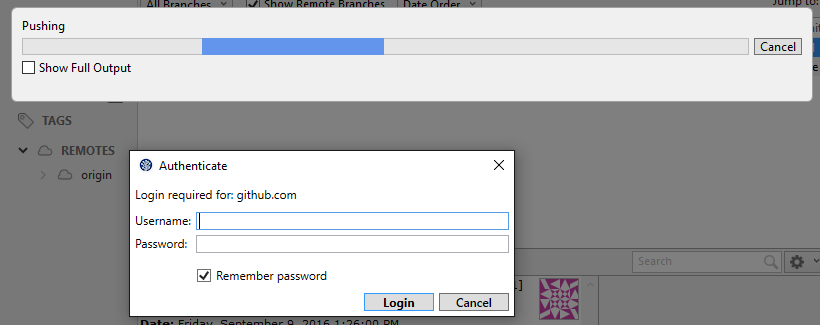 All Branches Show Remote Branches Date Order Jump to:
Pushing
Cancel
Show Full Output
TAGS
REMOTES
origin
Authenticate
Login required for: github.com
Username:
Password:
Remember password
Login Cancel
Search
Date: Friday, September 9, 2016 1:26:00 PM